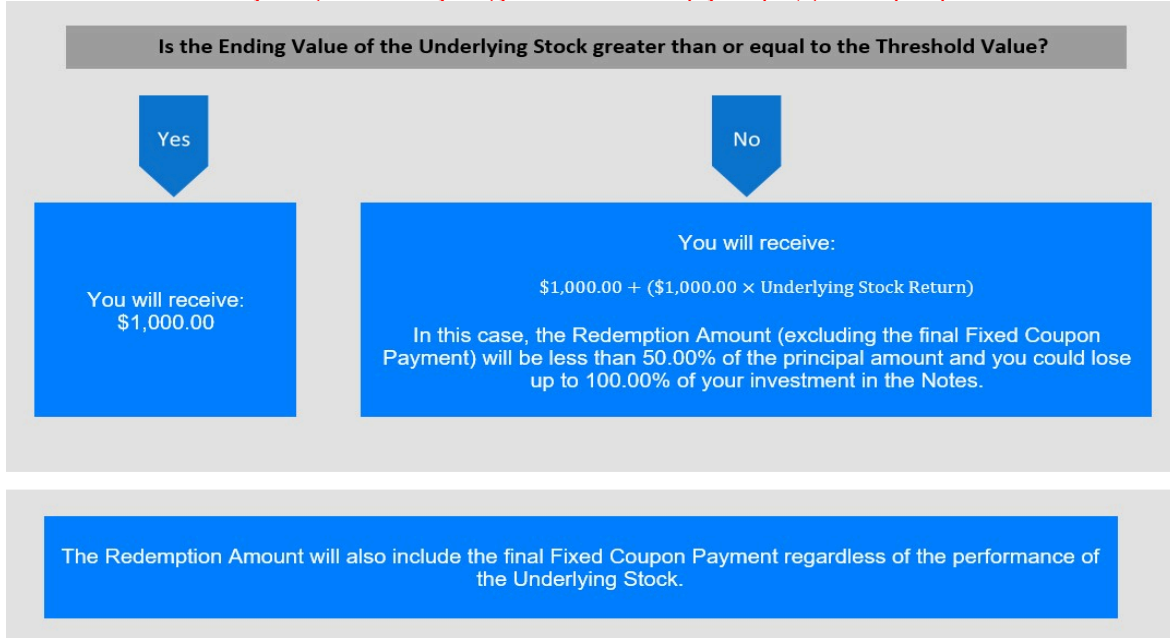 Is the Ending Value of the Underlying Stock greater than or equal to the Threshold Value?
Yes
No
You will receive:
$1,000.00
You will receive:
$1,000.00 + ($1,000.00 × Underlying Stock Return)
In this case, the Redemption Amount (excluding the final Fixed Coupon
Payment) will be less than 50.00% of the principal amount and you could lose
up to 100.00% of your investment in the Notes.
The Redemption Amount will also include the final Fixed Coupon Payment regardless of the performance of
the Underlying Stock.